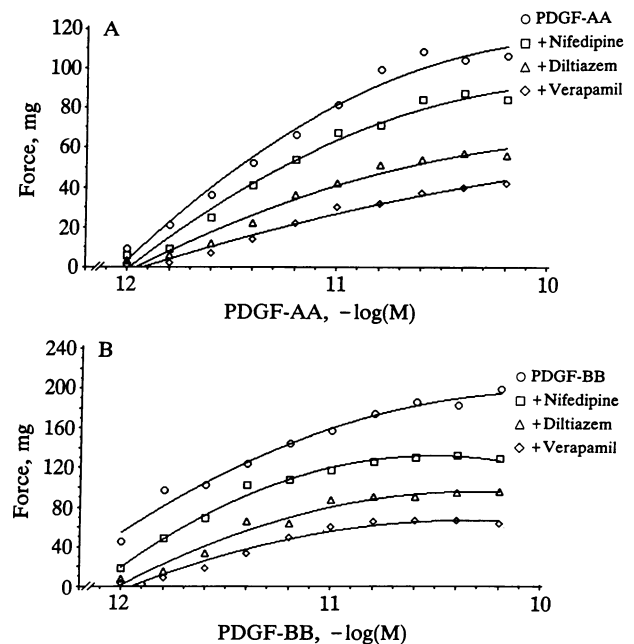 A
120
100
80
60
40
20
0
Force, mg
12
11
10
PDGF-AA, −log(M)
PDGF-AA
+Nifedipine
+Diltiazem
+Verapamil
B
240
200
160
120
80
40
0
Force, mg
12
11
10
PDGF-BB, −log(M)
PDGF-BB
+Nifedipine
+Diltiazem
+Verapamil